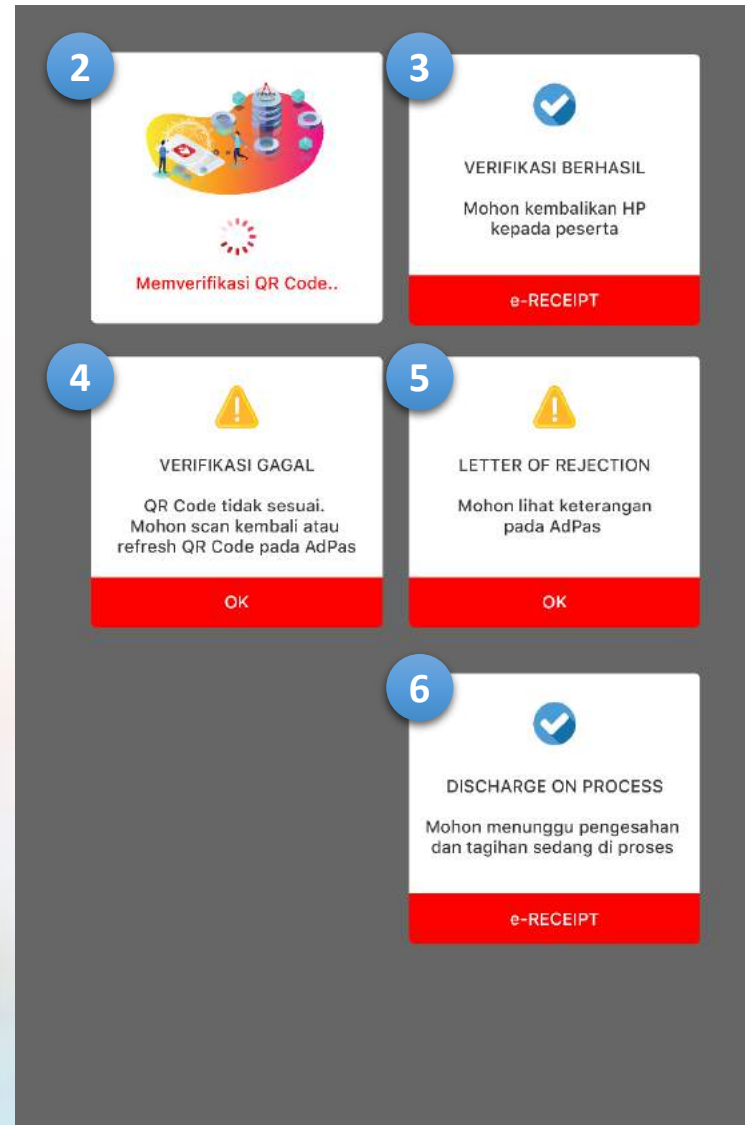 2
Memverifikasi QR Code..
3
VERIFIKASI BERHASIL
Mohon kembalikan HP
kepada peserta
e-RECEIPT
4
VERIFIKASI GAGAL
QR Code tidak sesuai.
Mohon scan kembali atau
refresh QR Code pada AdPas
OK
5
LETTER OF REJECTION
Mohon lihat keterangan
pada AdPas
OK
6
DISCHARGE ON PROCESS
Mohon menunggu pengesahan
dan tagihan sedang di proses
e-RECEIPT